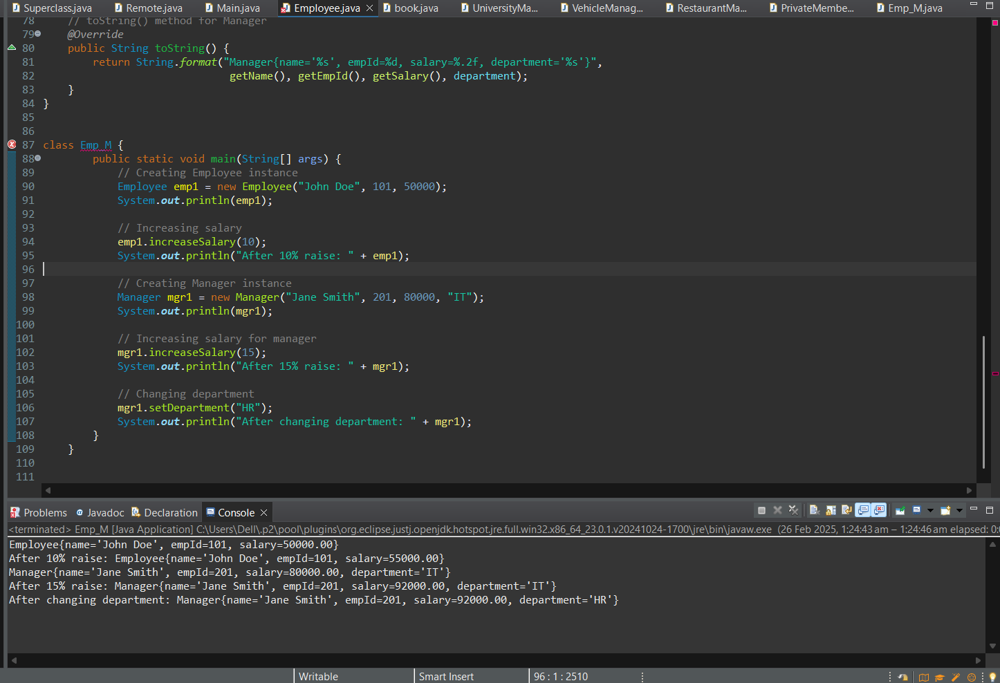 Superclass.java Remote.java Main.java Employee.java book.java UniversityMa... VehicleManag... RestaurantMa... PrivateMembe... Emp_M.java
78 // toString() method for Manager
79 @Override
80 public String toString() {
81 return String.format("Manager{name='%s', empId=%d, salary=%.2f, department='%s'}",
82 getName(), getEmpId(), getSalary(), department);
83 }
84 }
85
86
87 class Emp_M {
88 public static void main(String[] args) {
89 // Creating Employee instance
90 Employee emp1 = new Employee("John Doe", 101, 50000);
91 System.out.println(emp1);
92
93 // Increasing salary
94 emp1.increaseSalary(10);
95 System.out.println("After 10% raise: " + emp1);
96
97 // Creating Manager instance
98 Manager mgr1 = new Manager("Jane Smith", 201, 80000, "IT");
99 System.out.println(mgr1);
100
101 // Increasing salary for manager
102 mgr1.increaseSalary(15);
103 System.out.println("After 15% raise: " + mgr1);
104
105 // Changing department
106 mgr1.setDepartment("HR");
107 System.out.println("After changing department: " + mgr1);
108 }
109 }
110
111
Problems Javadoc Declaration Console
<terminated> Emp_M [Java Application] C:\Users\Dell\.p2\pool\plugins\org.eclipse.justj.openjdk.hotspot.jre.full.win32.x86_64_23.0.1.v20241024-1700\jre\bin\javaw.exe (26 Feb 2025, 1:24:43 am – 1:24:46 am elapsed: 0:0
Employee{name='John Doe', empId=101, salary=50000.00}
After 10% raise: Employee{name='John Doe', empId=101, salary=55000.00}
Manager{name='Jane Smith', empId=201, salary=80000.00, department='IT'}
After 15% raise: Manager{name='Jane Smith', empId=201, salary=92000.00, department='IT'}
After changing department: Manager{name='Jane Smith', empId=201, salary=92000.00, department='HR'}
Writable Smart Insert 96 : 1 : 2510